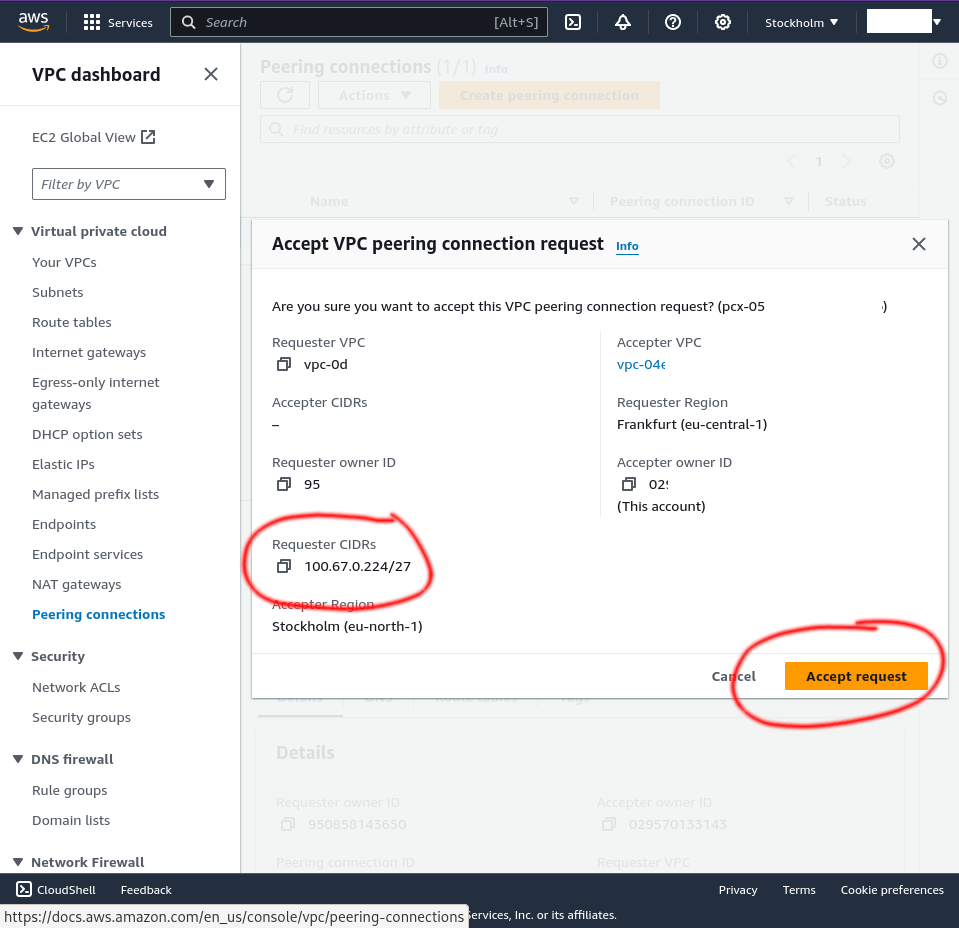 aws
Services
Search [Alt+S]
Stockholm
VPC dashboard
EC2 Global View
Filter by VPC
Virtual private cloud
Your VPCs
Subnets
Route tables
Internet gateways
Egress-only internet
gateways
DHCP option sets
Elastic IPs
Managed prefix lists
Endpoints
Endpoint services
NAT gateways
Peering connections
Security
Network ACLs
Security groups
DNS firewall
Rule groups
Domain lists
Network Firewall
Peering connections (1/1) Info
Actions
Create peering connection
Find resources by attribute or tag
1
Name
Peering connection ID
Status
Accept VPC peering connection request Info
Are you sure you want to accept this VPC peering connection request? (pcx-05 )
Requester VPC
vpc-0d
Accepter VPC
vpc-04e
Accepter CIDRs
–
Requester Region
Frankfurt (eu-central-1)
Requester owner ID
95
Accepter owner ID
029
(This account)
Requester CIDRs
100.67.0.224/27
Accepter Region
Stockholm (eu-north-1)
Cancel
Accept request
Details
DNS
Route tables
Tags
Details
Requester owner ID
950858143650
Accepter owner ID
029570133143
Peering connection ID
Requester VPC
CloudShell
Feedback
Privacy
Terms
Cookie preferences
https://docs.aws.amazon.com/en_us/console/vpc/peering-connections
Services, Inc. or its affiliates.